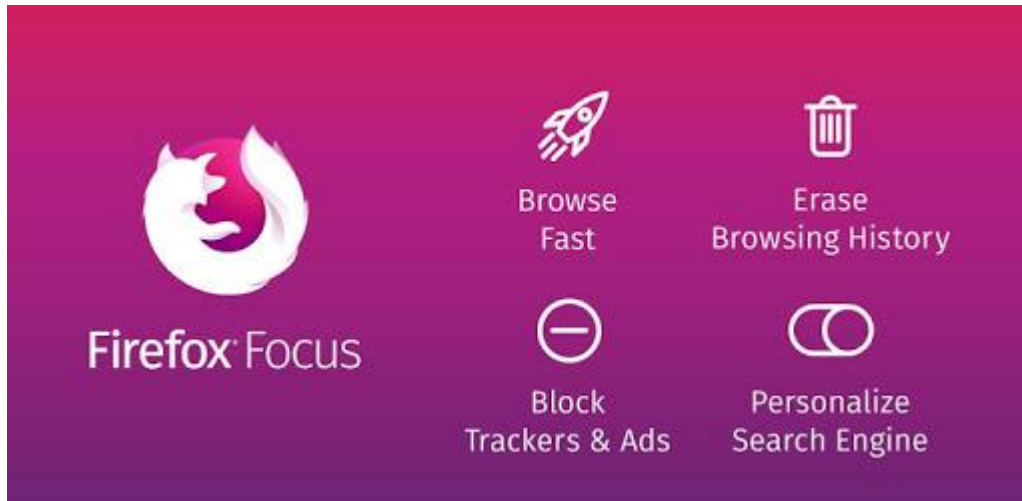 Firefox Focus
Browse
Fast
Erase
Browsing History
Block
Trackers & Ads
Personalize
Search Engine